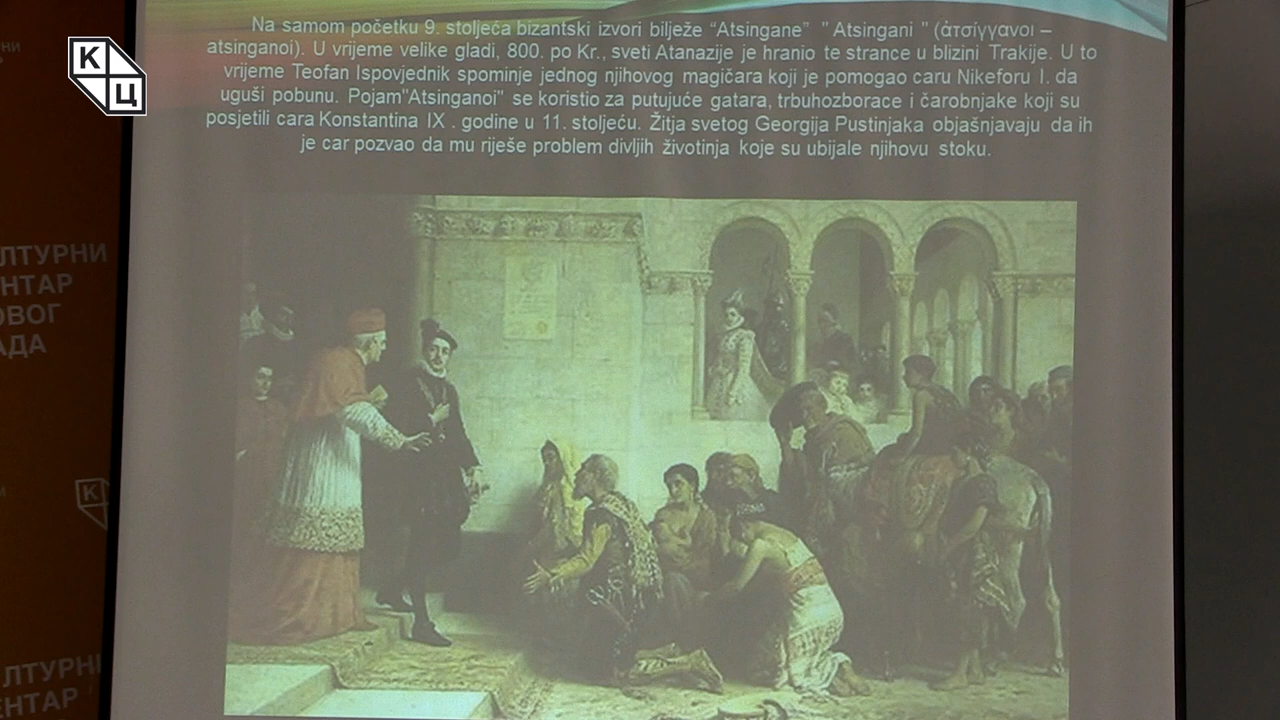 Na samom početku 9. stoljeća bizantski izvori bilježe “Atsingane” " Atsingani " (ἀτσίγγανοι –
atsinganoi). U vrijeme velike gladi, 800. po Kr., sveti Atanazije je hranio te strance u blizini Trakije. U to
vrijeme Teofan Ispovjednik spominje jednog njihovog magičara koji je pomogao caru Nikeforu I. da
uguši pobunu. Pojam"Atsinganoi" se koristio za putujuće gatara, trbuhozborace i čarobnjake koji su
posjetili cara Konstantina IX . godine u 11. stoljeću. Žitja svetog Georgija Pustinjaka objašnjavaju da ih
je car pozvao da mu riješe problem divljih životinja koje su ubijale njihovu stoku.
К
Ц
ЛТУРНИ
НТАР
ОВОГ
АДА
К
ЛТУРНИ
ЕНТАР